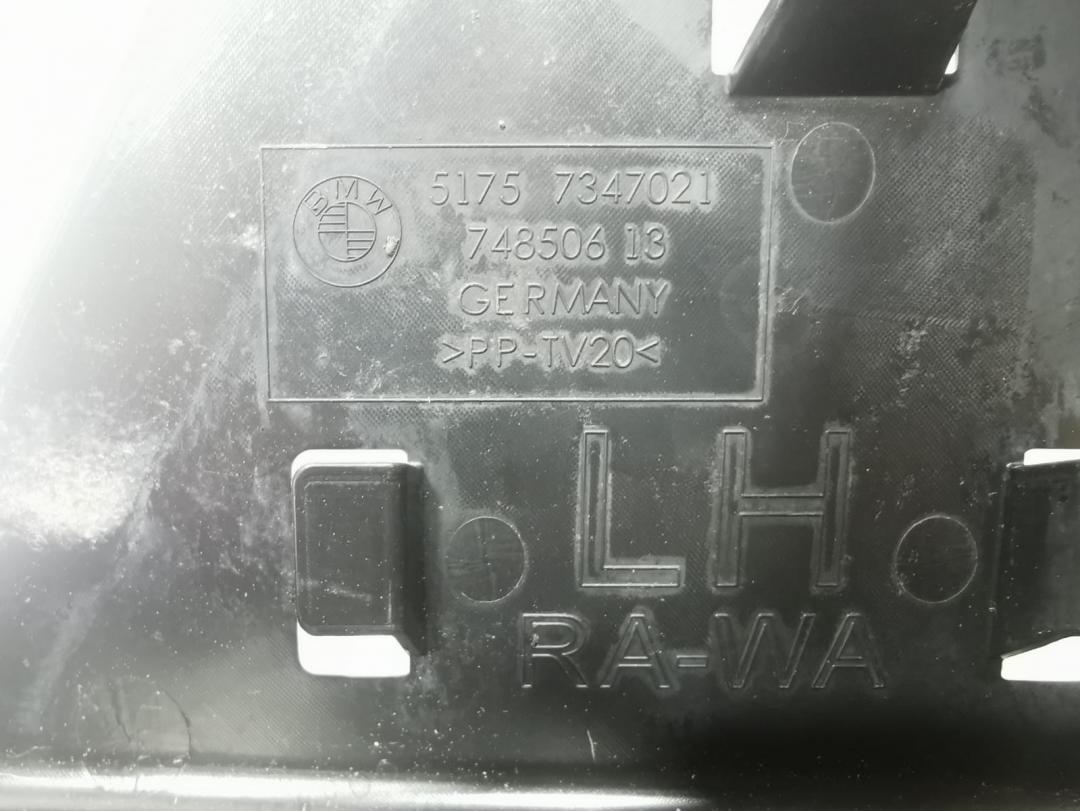 BMW
5175 7347021
748506 13
GERMANY
>PP-TV20<
LH
RA-WA